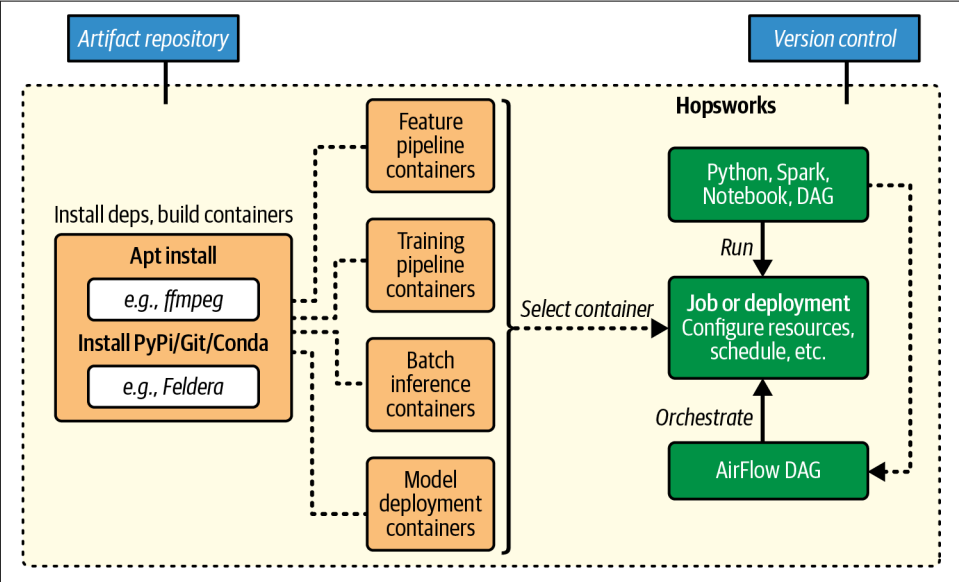 Artifact repository
Version control
Hopsworks
Install deps, build containers
Apt install
e.g., ffmpeg
Install PyPi/Git/Conda
e.g., Feldera
Feature
pipeline
containers
Training
pipeline
containers
Batch
inference
containers
Model
deployment
containers
Select container
Python, Spark,
Notebook, DAG
Run
Job or deployment
Configure resources,
schedule, etc.
Orchestrate
AirFlow DAG